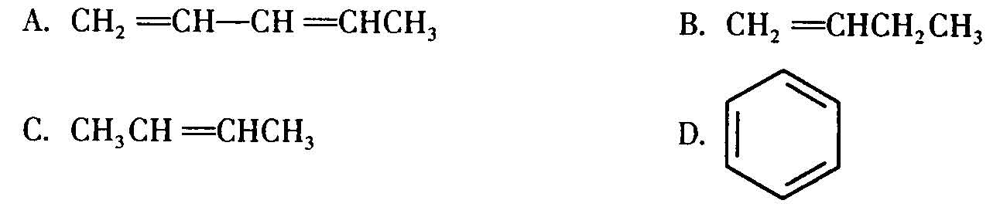 A. CH₂=CH—CH=CHCH₃ B. CH₂=CHCH₂CH₃
C. CH₃CH=CHCH₃ D.